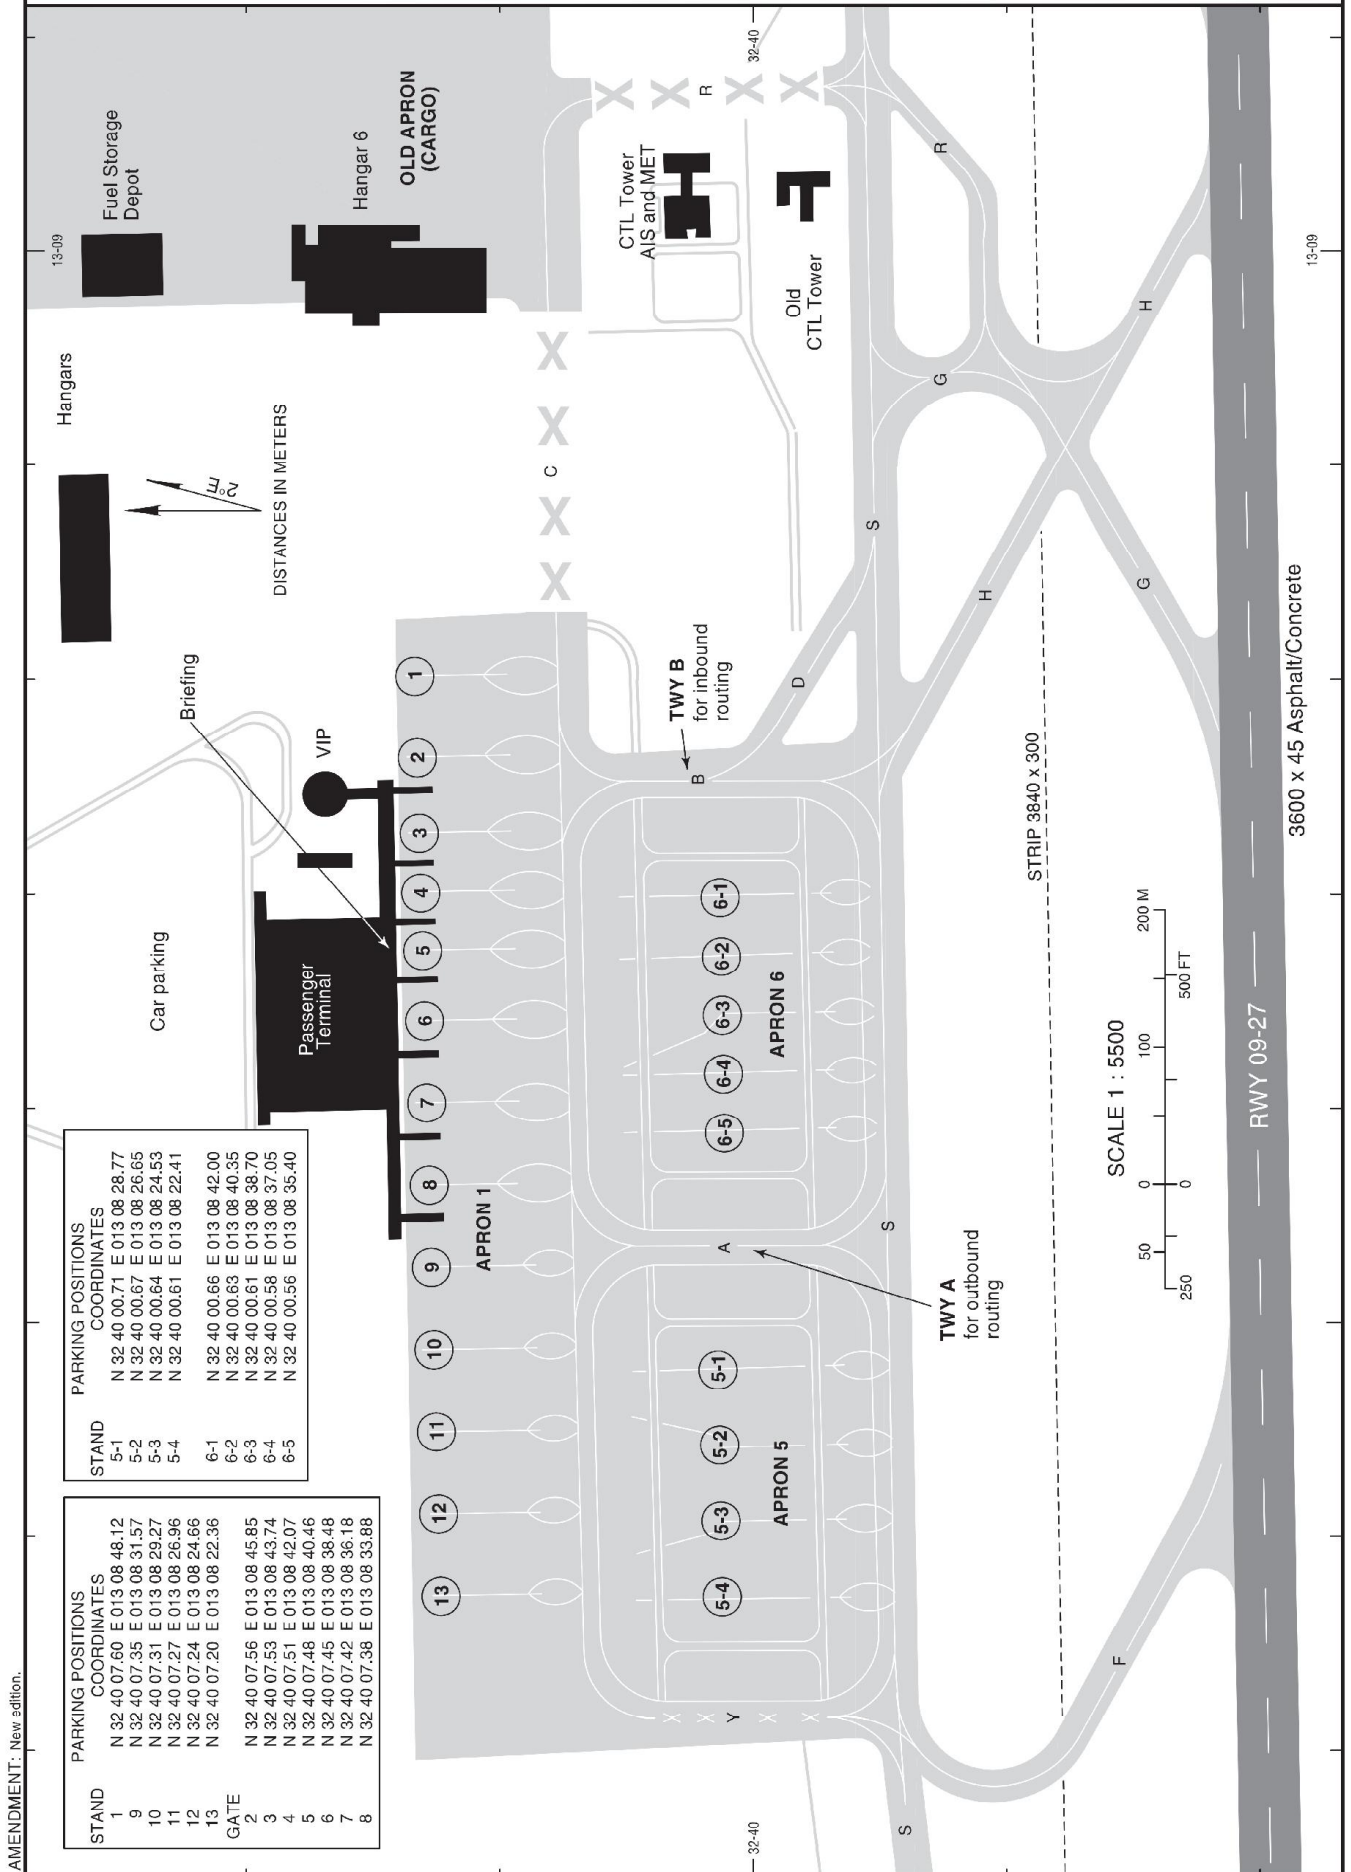 AMENDMENT: New edition.
PARKING POSITIONS
STAND COORDINATES
1 N 32 40 07.60 E 013 08 48.12
9 N 32 40 07.35 E 013 08 31.57
10 N 32 40 07.31 E 013 08 29.27
11 N 32 40 07.27 E 013 08 26.96
12 N 32 40 07.24 E 013 08 24.66
13 N 32 40 07.20 E 013 08 22.36
GATE
2 N 32 40 07.56 E 013 08 45.85
3 N 32 40 07.53 E 013 08 43.74
4 N 32 40 07.51 E 013 08 42.07
5 N 32 40 07.48 E 013 08 40.46
6 N 32 40 07.45 E 013 08 38.48
7 N 32 40 07.42 E 013 08 36.18
8 N 32 40 07.38 E 013 08 33.88
PARKING POSITIONS
STAND COORDINATES
5-1 N 32 40 00.71 E 013 08 28.77
5-2 N 32 40 00.67 E 013 08 26.65
5-3 N 32 40 00.64 E 013 08 24.53
5-4 N 32 40 00.61 E 013 08 22.41
6-1 N 32 40 00.66 E 013 08 42.00
6-2 N 32 40 00.63 E 013 08 40.35
6-3 N 32 40 00.61 E 013 08 38.70
6-4 N 32 40 00.58 E 013 08 37.05
6-5 N 32 40 00.56 E 013 08 35.40
Car parking
Passenger
Terminal
Briefing
VIP
Hangars
2°E
DISTANCES IN METERS
13-09
Fuel Storage
Depot
Hangar 6
OLD APRON
(CARGO)
13
12
11
10
9
8
7
6
5
4
3
2
1
APRON 1
C
R
CTL Tower
AIS and MET
Old
CTL Tower
32-40
32-40
Y
5-4
5-3
5-2
5-1
APRON 5
A
6-5
6-4
6-3
6-2
6-1
APRON 6
B
TWY B
for inbound
routing
D
S
S
S
TWY A
for outbound
routing
R
G
H
H
G
F
STRIP 3840 x 300
SCALE 1 : 5500
50 0 100 200 M
250 0 500 FT
RWY 09-27
3600 x 45 Asphalt/Concrete
13-09